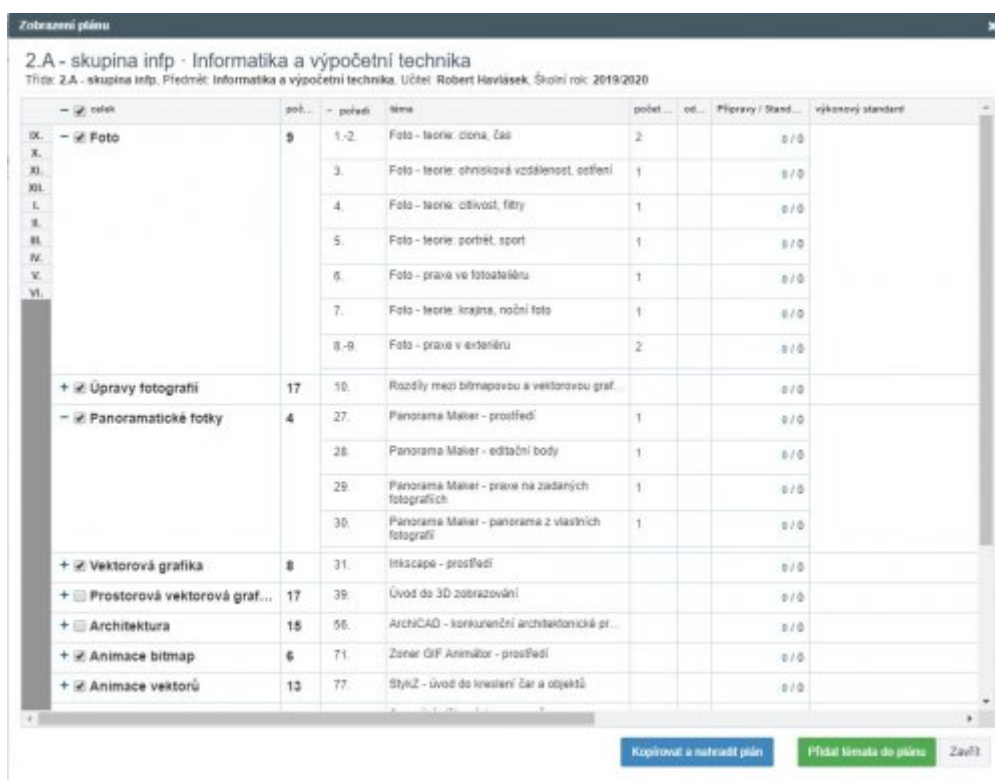 Zobrazení plánu
2.A - skupina infp · Informatika a výpočetní technika
Třída: 2.A - skupina infp, Předmět: Informatika a výpočetní technika, Učitel: Robert Havlásek, Školní rok: 2019/2020
celek poč... pořadí téma počet ... od... Přípravy / Stand... výkonový standard
IX.
X.
XI.
XII.
I.
II.
III.
IV.
V.
VI.
− Foto 9 1.-2. Foto - teorie: clona, čas 2 0 / 0
3. Foto - teorie: ohnisková vzdálenost, ostření 1 0 / 0
4. Foto - teorie: citlivost, filtry 1 0 / 0
5. Foto - teorie: portrét, sport 1 0 / 0
6. Foto - praxe ve fotoateliéru 1 0 / 0
7. Foto - teorie: krajina, noční foto 1 0 / 0
8.-9. Foto - praxe v exteriéru 2 0 / 0
+ Úpravy fotografií 17 10. Rozdíly mezi bitmapovou a vektorovou graf... 0 / 0
− Panoramatické fotky 4 27. Panorama Maker - prostředí 1 0 / 0
28. Panorama Maker - editační body 1 0 / 0
29. Panorama Maker - praxe na zadaných 1 0 / 0
fotografiích
30. Panorama Maker - panorama z vlastních 1 0 / 0
fotografií
+ Vektorová grafika 8 31. Inkscape - prostředí 0 / 0
+ Prostorová vektorová graf... 17 39. Úvod do 3D zobrazování 0 / 0
+ Architektura 15 56. ArchiCAD - konkurenční architektonické pr... 0 / 0
+ Animace bitmap 6 71. Zoner GIF Animátor - prostředí 0 / 0
+ Animace vektorů 13 77. StykZ - úvod do kreslení čar a objektů 0 / 0
Kopírovat a nahradit plán Přidat témata do plánu Zavřít